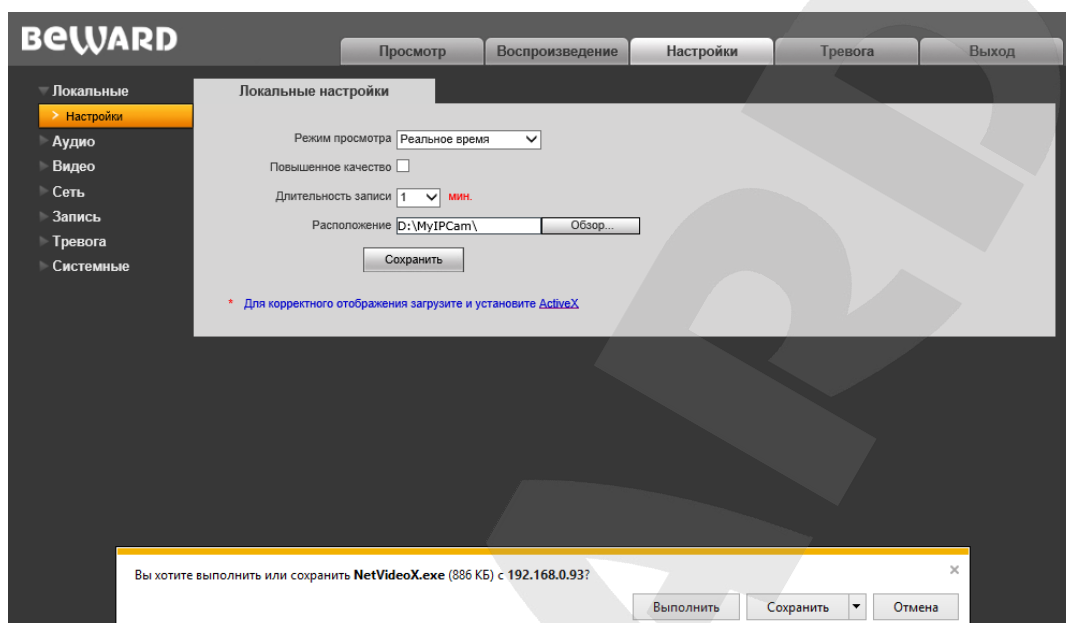 BEWARD
Просмотр Воспроизведение Настройки Тревога Выход
Локальные
> Настройки
Аудио
Видео
Сеть
Запись
Тревога
Системные
Локальные настройки
Режим просмотра Реальное время
Повышенное качество
Длительность записи 1 мин.
Расположение D:\MyIPCam\ Обзор...
Сохранить
* Для корректного отображения загрузите и установите ActiveX
Вы хотите выполнить или сохранить NetVideoX.exe (886 КБ) с 192.168.0.93?
Выполнить Сохранить Отмена